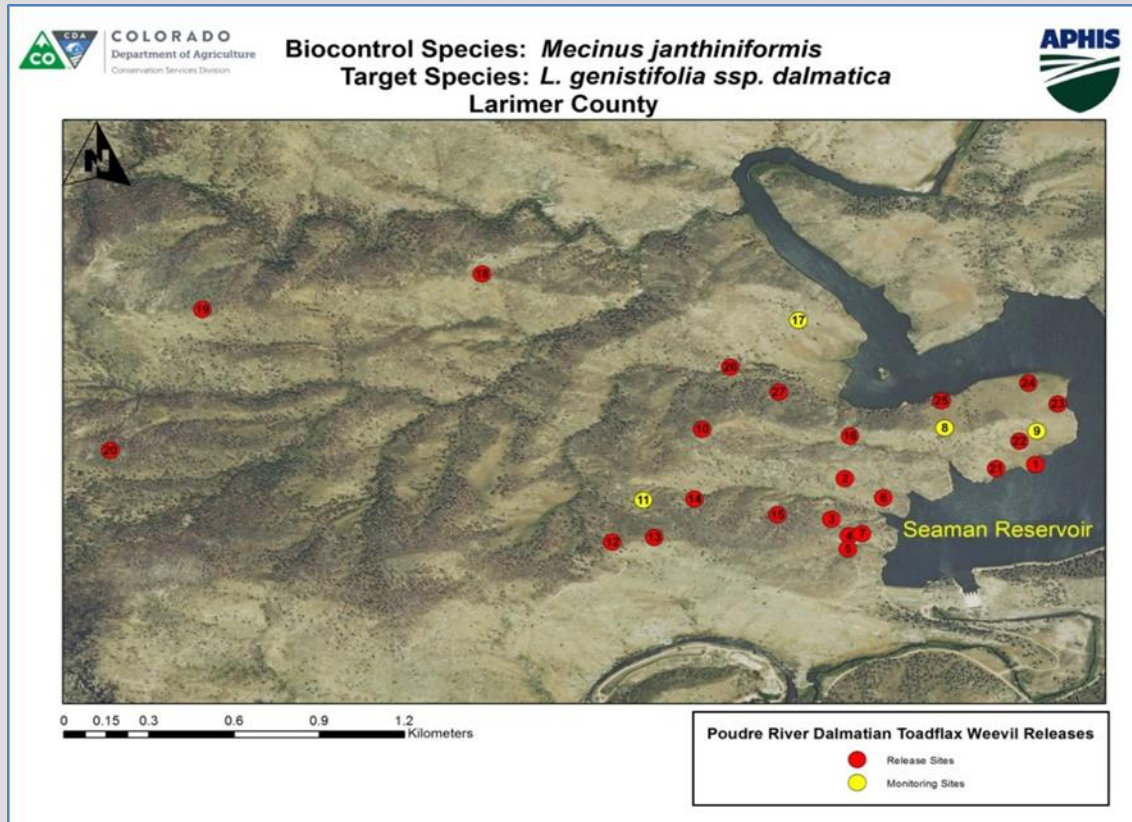 CO
CDA
COLORADO
Department of Agriculture
Conservation Services Division
Biocontrol Species: Mecinus janthiniformis
Target Species: L. genistifolia ssp. dalmatica
Larimer County
APHIS
N
18
19
17
26
24
27
25
23
10
16
8
9
22
20
21
1
2
11
14
6
15
3
12
13
4
7
5
Seaman Reservoir
0 0.15 0.3 0.6 0.9 1.2
Kilometers
Poudre River Dalmatian Toadflax Weevil Releases
Release Sites
Monitoring Sites